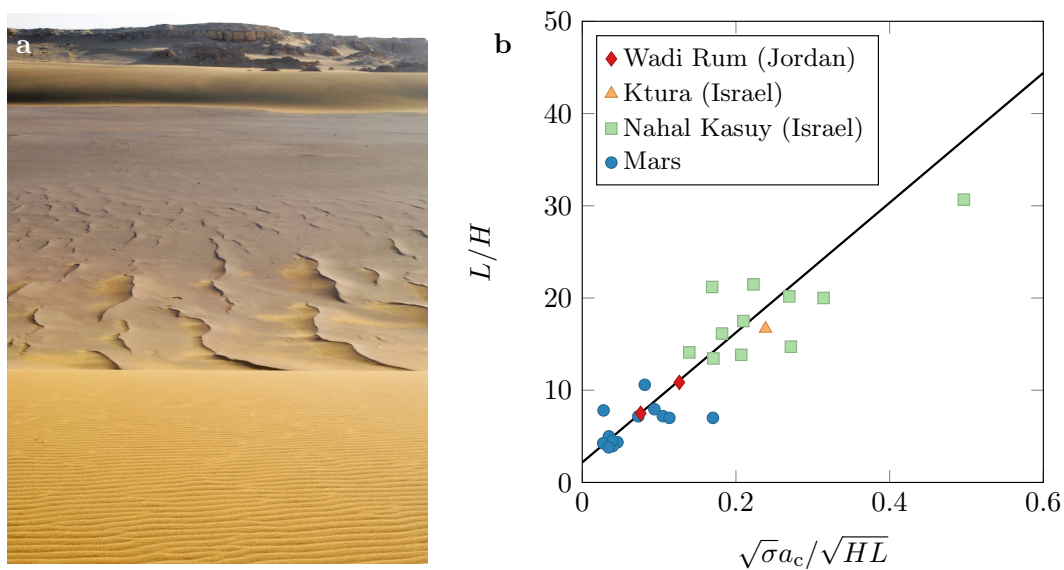 a
b
50
40
30
20
10
0
L/H
Wadi Rum (Jordan)
Ktura (Israel)
Nahal Kasuy (Israel)
Mars
0
0.2
0.4
0.6
√σa_c/√HL